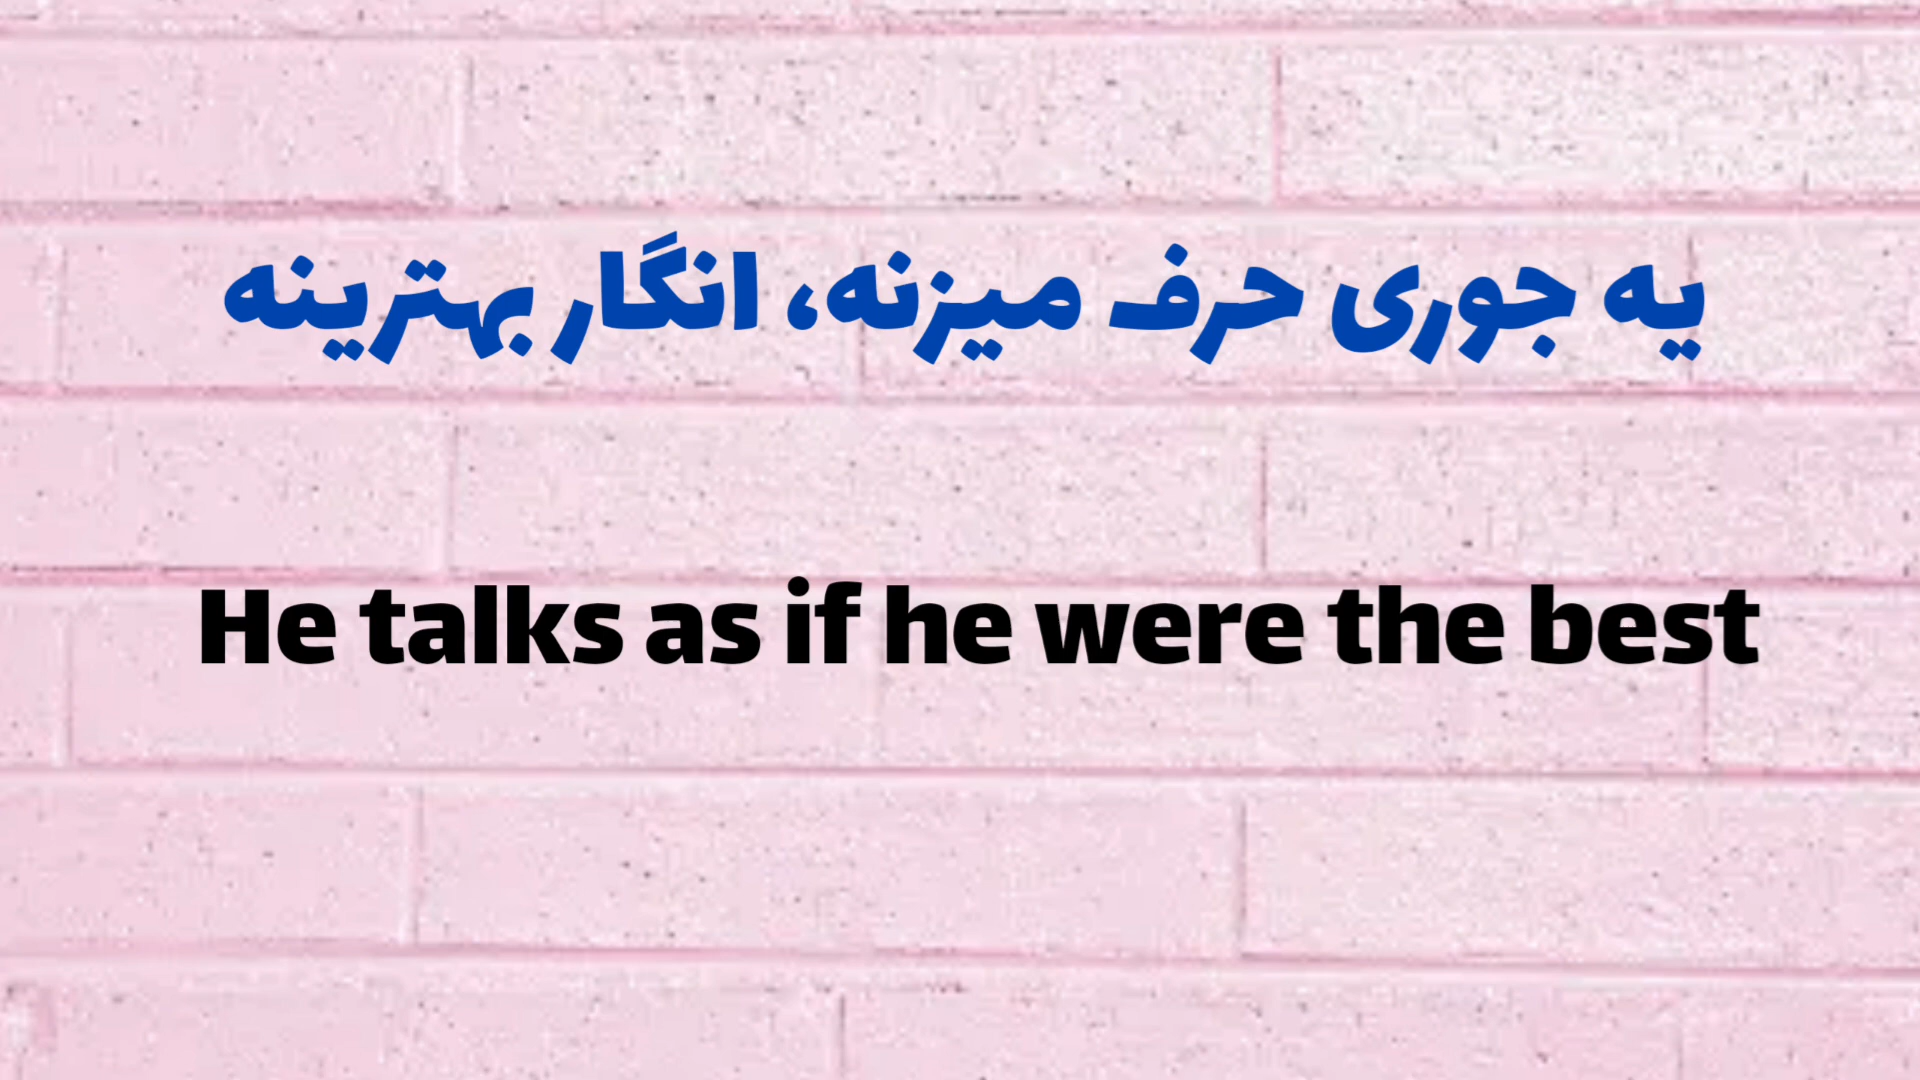 یه جوری حرف میزنه، انگار بهترینه
He talks as if he were the best